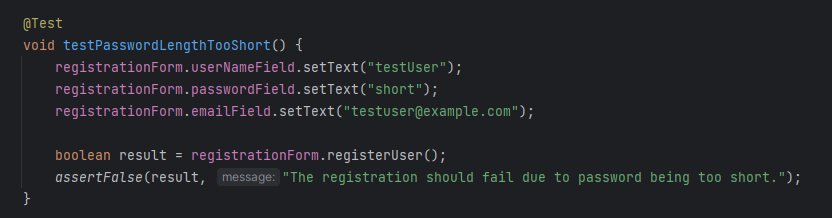 @Test
void testPasswordLengthTooShort() {
    registrationForm.userNameField.setText("testUser");
    registrationForm.passwordField.setText("short");
    registrationForm.emailField.setText("testuser@example.com");
    boolean result = registrationForm.registerUser();
    assertFalse(result, message: "The registration should fail due to password being too short.");
}